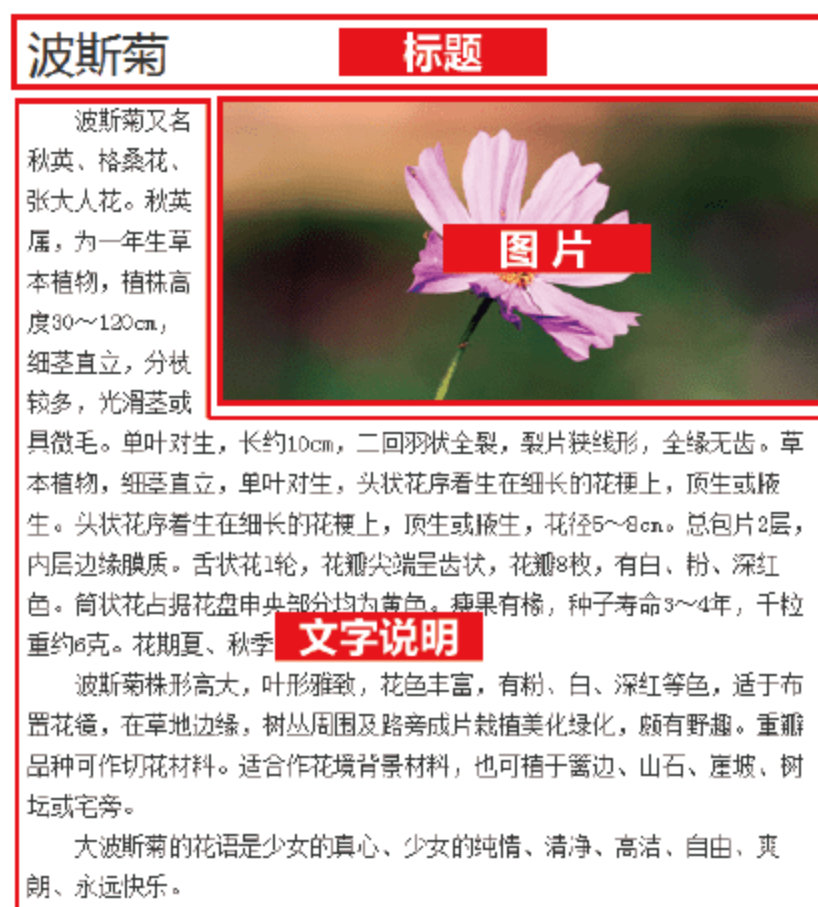 波斯菊
标题
波斯菊又名
秋英、格桑花、
张大人花。秋英
属，为一年生草
本植物，植株高
度30～120cm，
细茎直立，分枝
较多，光滑茎或
图 片
具微毛。单叶对生，长约10cm，二回羽状全裂，裂片狭线形，全缘无齿。草
本植物，细茎直立，单叶对生，头状花序着生在细长的花梗上，顶生或腋
生。头状花序着生在细长的花梗上，顶生或腋生，花径5～8cm。总包片2层，
内层边缘膜质。舌状花1轮，花瓣尖端呈齿状，花瓣8枚，有白、粉、深红
色。筒状花占据花盘中央部分均为黄色。瘦果有椽，种子寿命3～4年，千粒
重约6克。花期夏、秋季
文字说明
波斯菊株形高大，叶形雅致，花色丰富，有粉、白、深红等色，适于布
置花镜，在草地边缘，树丛周围及路旁成片栽植美化绿化，颇有野趣。重瓣
品种可作切花材料。适合作花境背景材料，也可植于篱边、山石、崖坡、树
坛或宅旁。
大波斯菊的花语是少女的真心、少女的纯情、清净、高洁、自由、爽
朗、永远快乐。